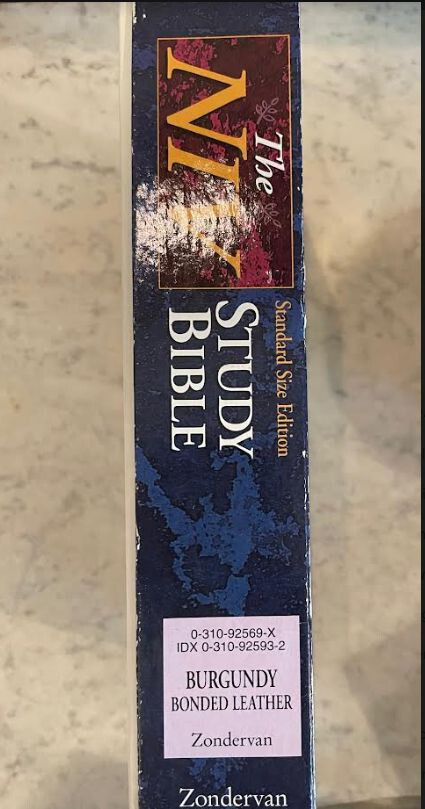 The
NIV
Standard Size Edition
STUDY
BIBLE
0-310-92569-X
IDX 0-310-92593-2
BURGUNDY
BONDED LEATHER
Zondervan
Zondervan